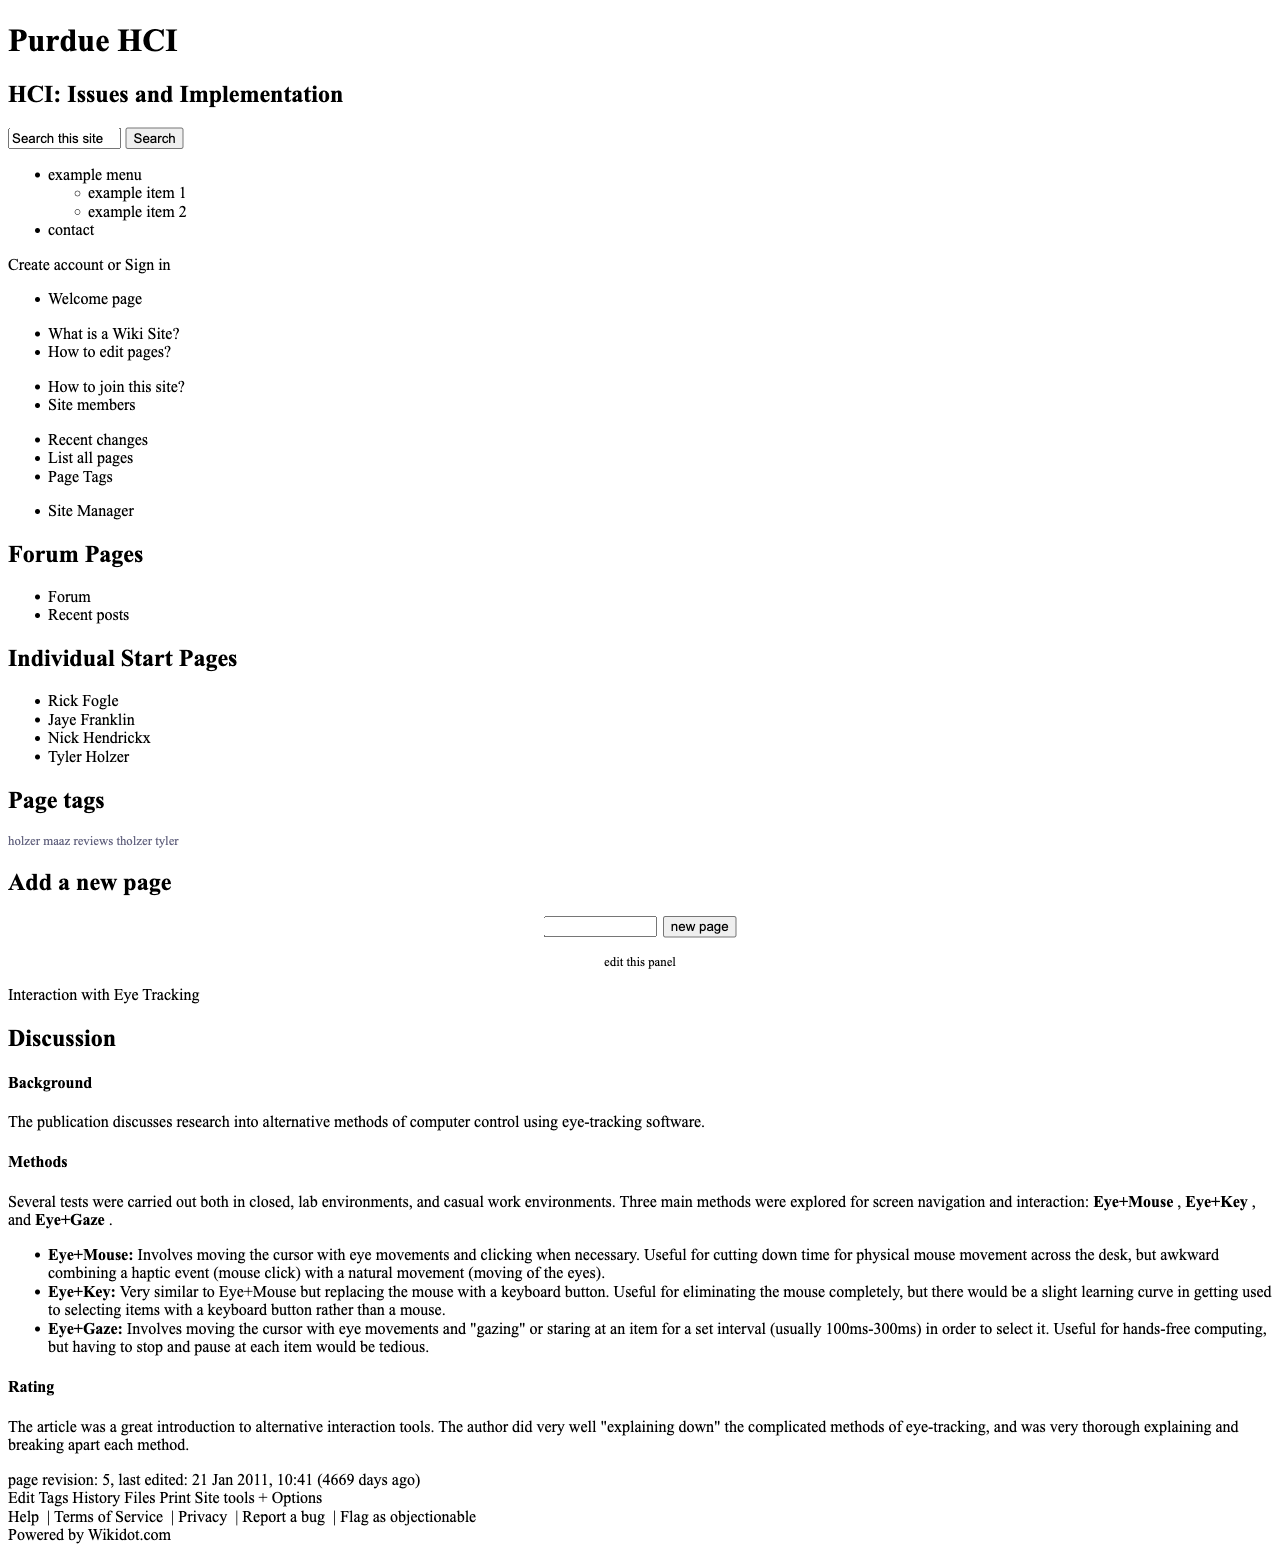 Purdue HCI
HCI: Issues and Implementation
Search this site Search
example menu
example item 1
example item 2
contact
Create account or Sign in
Welcome page
What is a Wiki Site?
How to edit pages?
How to join this site?
Site members
Recent changes
List all pages
Page Tags
Site Manager
Forum Pages
Forum
Recent posts
Individual Start Pages
Rick Fogle
Jaye Franklin
Nick Hendrickx
Tyler Holzer
Page tags
holzer maaz reviews tholzer tyler
Add a new page
new page
edit this panel
Interaction with Eye Tracking
Discussion
Background
The publication discusses research into alternative methods of computer control using eye-tracking software.
Methods
Several tests were carried out both in closed, lab environments, and casual work environments. Three main methods were explored for screen navigation and interaction: Eye+Mouse , Eye+Key ,
and Eye+Gaze .
Eye+Mouse: Involves moving the cursor with eye movements and clicking when necessary. Useful for cutting down time for physical mouse movement across the desk, but awkward
combining a haptic event (mouse click) with a natural movement (moving of the eyes).
Eye+Key: Very similar to Eye+Mouse but replacing the mouse with a keyboard button. Useful for eliminating the mouse completely, but there would be a slight learning curve in getting used
to selecting items with a keyboard button rather than a mouse.
Eye+Gaze: Involves moving the cursor with eye movements and "gazing" or staring at an item for a set interval (usually 100ms-300ms) in order to select it. Useful for hands-free computing,
but having to stop and pause at each item would be tedious.
Rating
The article was a great introduction to alternative interaction tools. The author did very well "explaining down" the complicated methods of eye-tracking, and was very thorough explaining and
breaking apart each method.
page revision: 5, last edited: 21 Jan 2011, 10:41 (4669 days ago)
Edit Tags History Files Print Site tools + Options
Help | Terms of Service | Privacy | Report a bug | Flag as objectionable
Powered by Wikidot.com